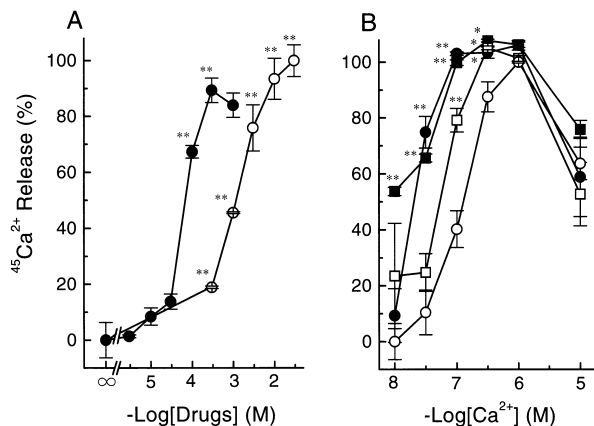 A
B
⁴⁵Ca²⁺ Release (%)
100
80
60
40
20
0
∞ 5 4 3 2
-Log[Drugs] (M)
** ** ** ** ** ** **
100
80
60
40
20
0
8 7 6 5
-Log[Ca²⁺] (M)
** ** ** ** ** ** * * *